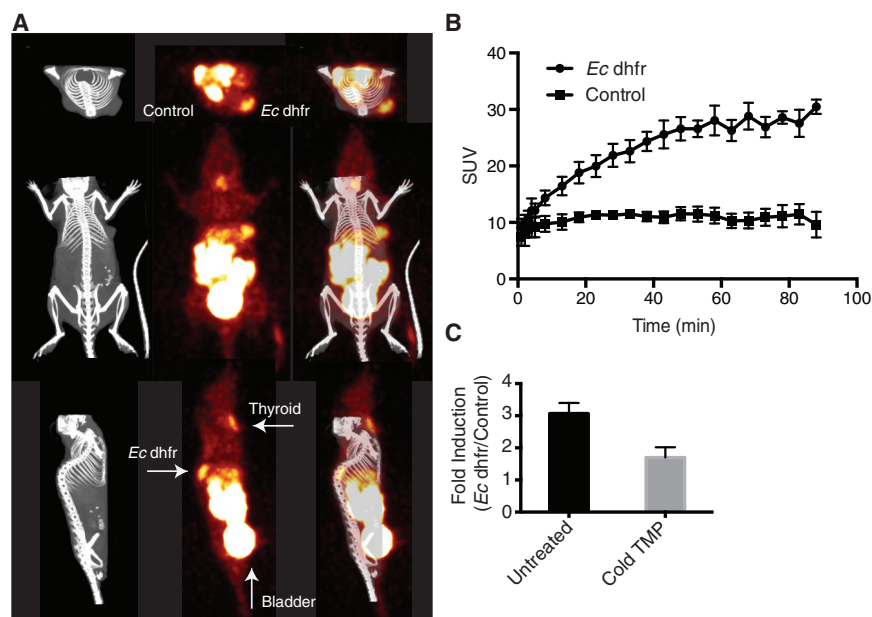 A
Control
Ec dhfr
Thyroid
Ec dhfr
Bladder
B
40
30
20
10
0
SUV
Ec dhfr
Control
0 20 40 60 80 100
Time (min)
C
4
3
2
1
0
Fold Induction
(Ec dhfr/Control)
Untreated
Cold TMP